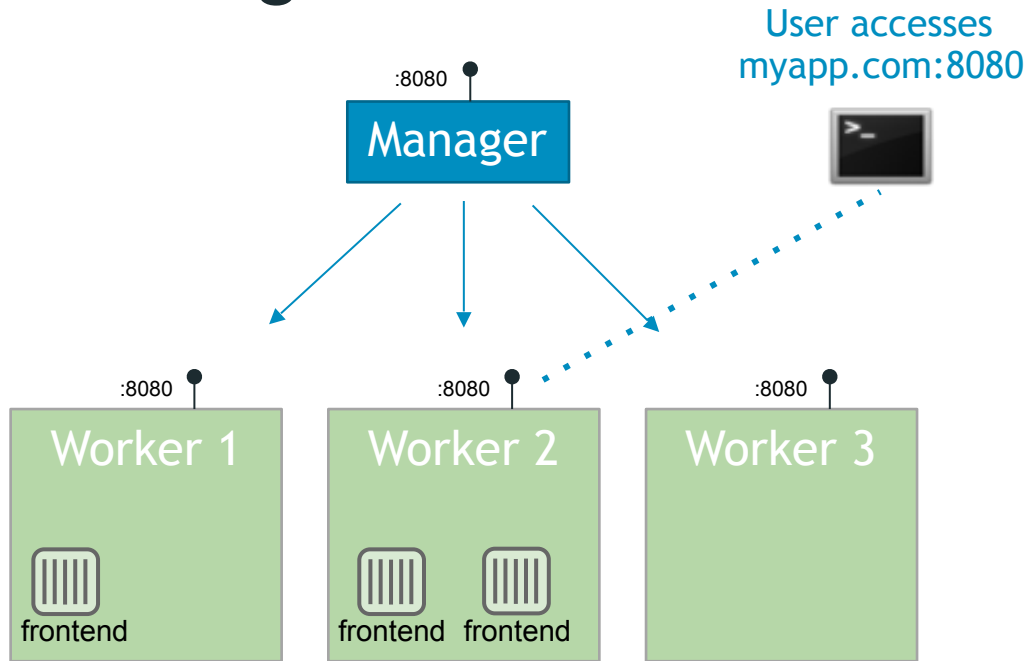 User accesses
myapp.com:8080
:8080
Manager
>_
:8080
:8080
:8080
Worker 1
Worker 2
Worker 3
frontend
frontend
frontend